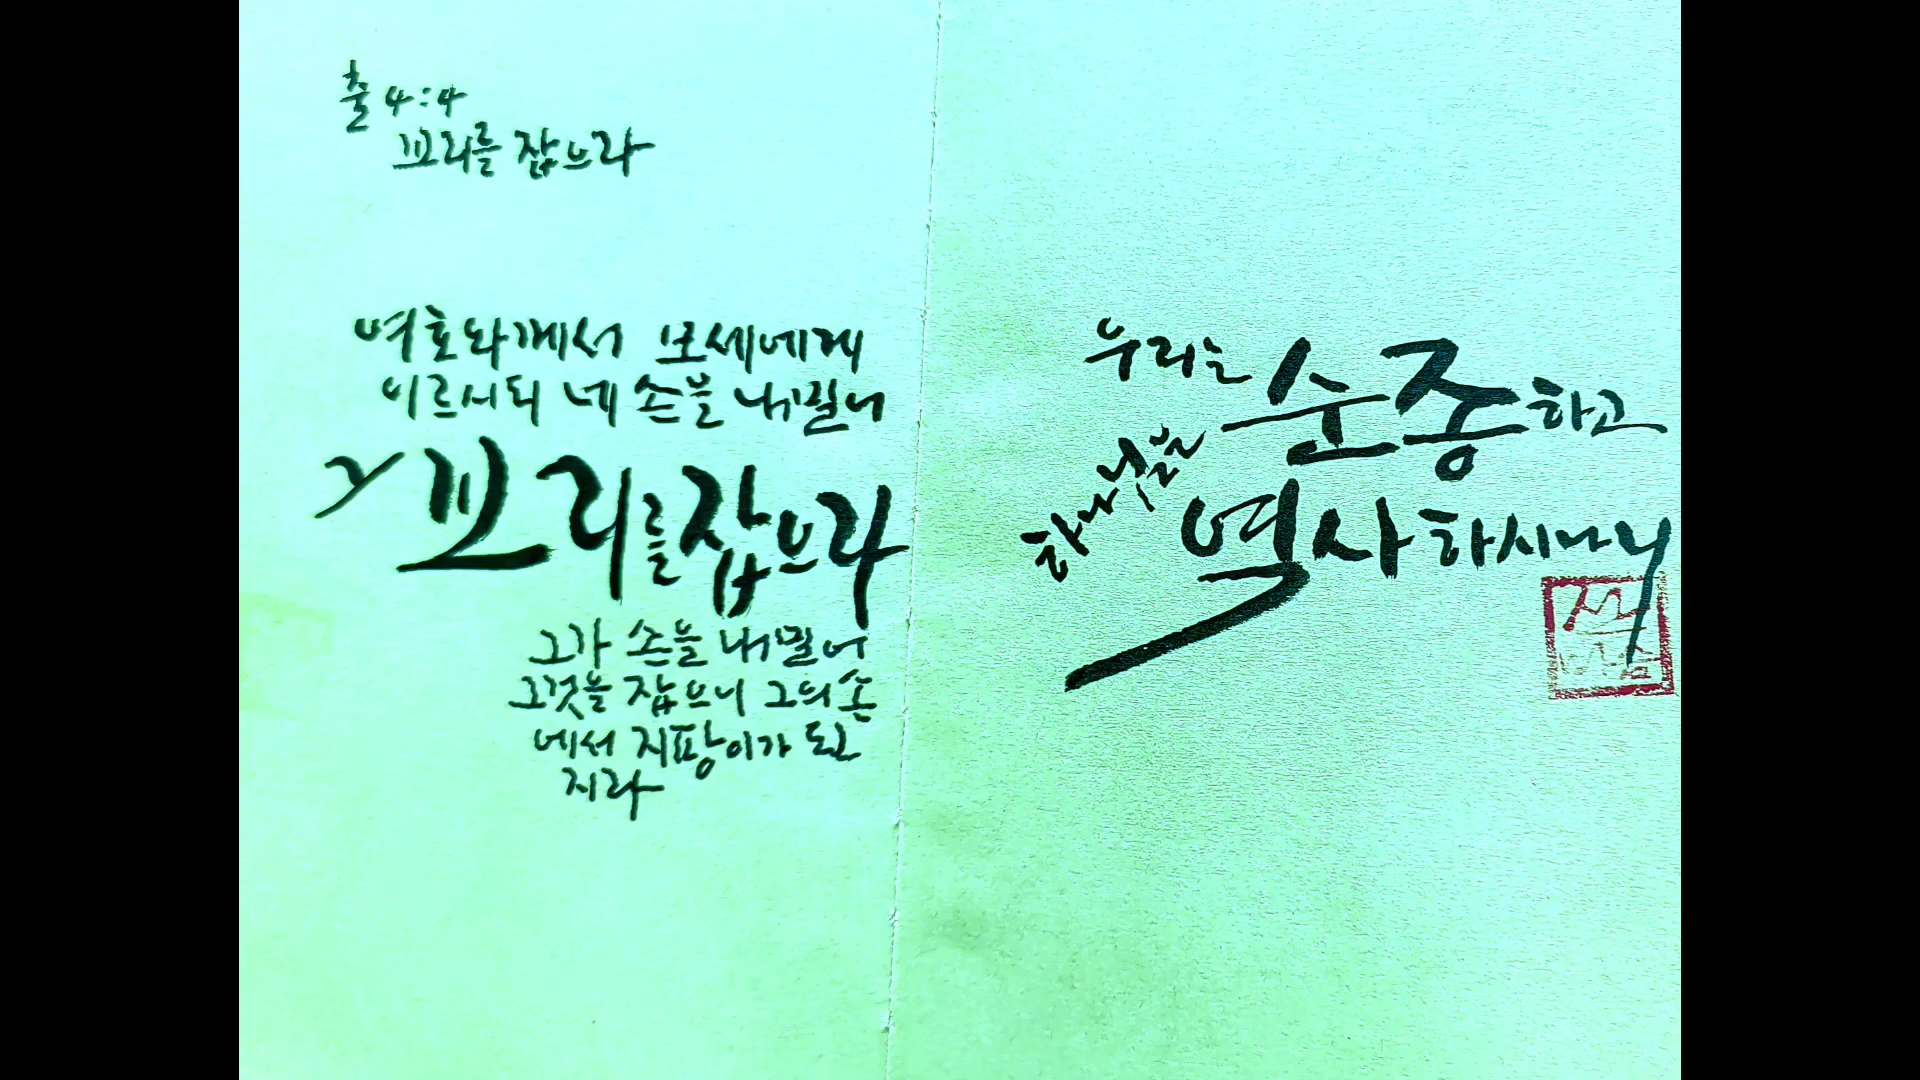 출 4:4
꼬리를 잡으라
여호와께서 모세에게
이르시되 네 손을 내밀어
꼬리를 잡으라
그가 손을 내밀어
그것을 잡으니 그의 손
에서 지팡이가 된
지라
우리는 순종하고
하나님은
역사하시나니